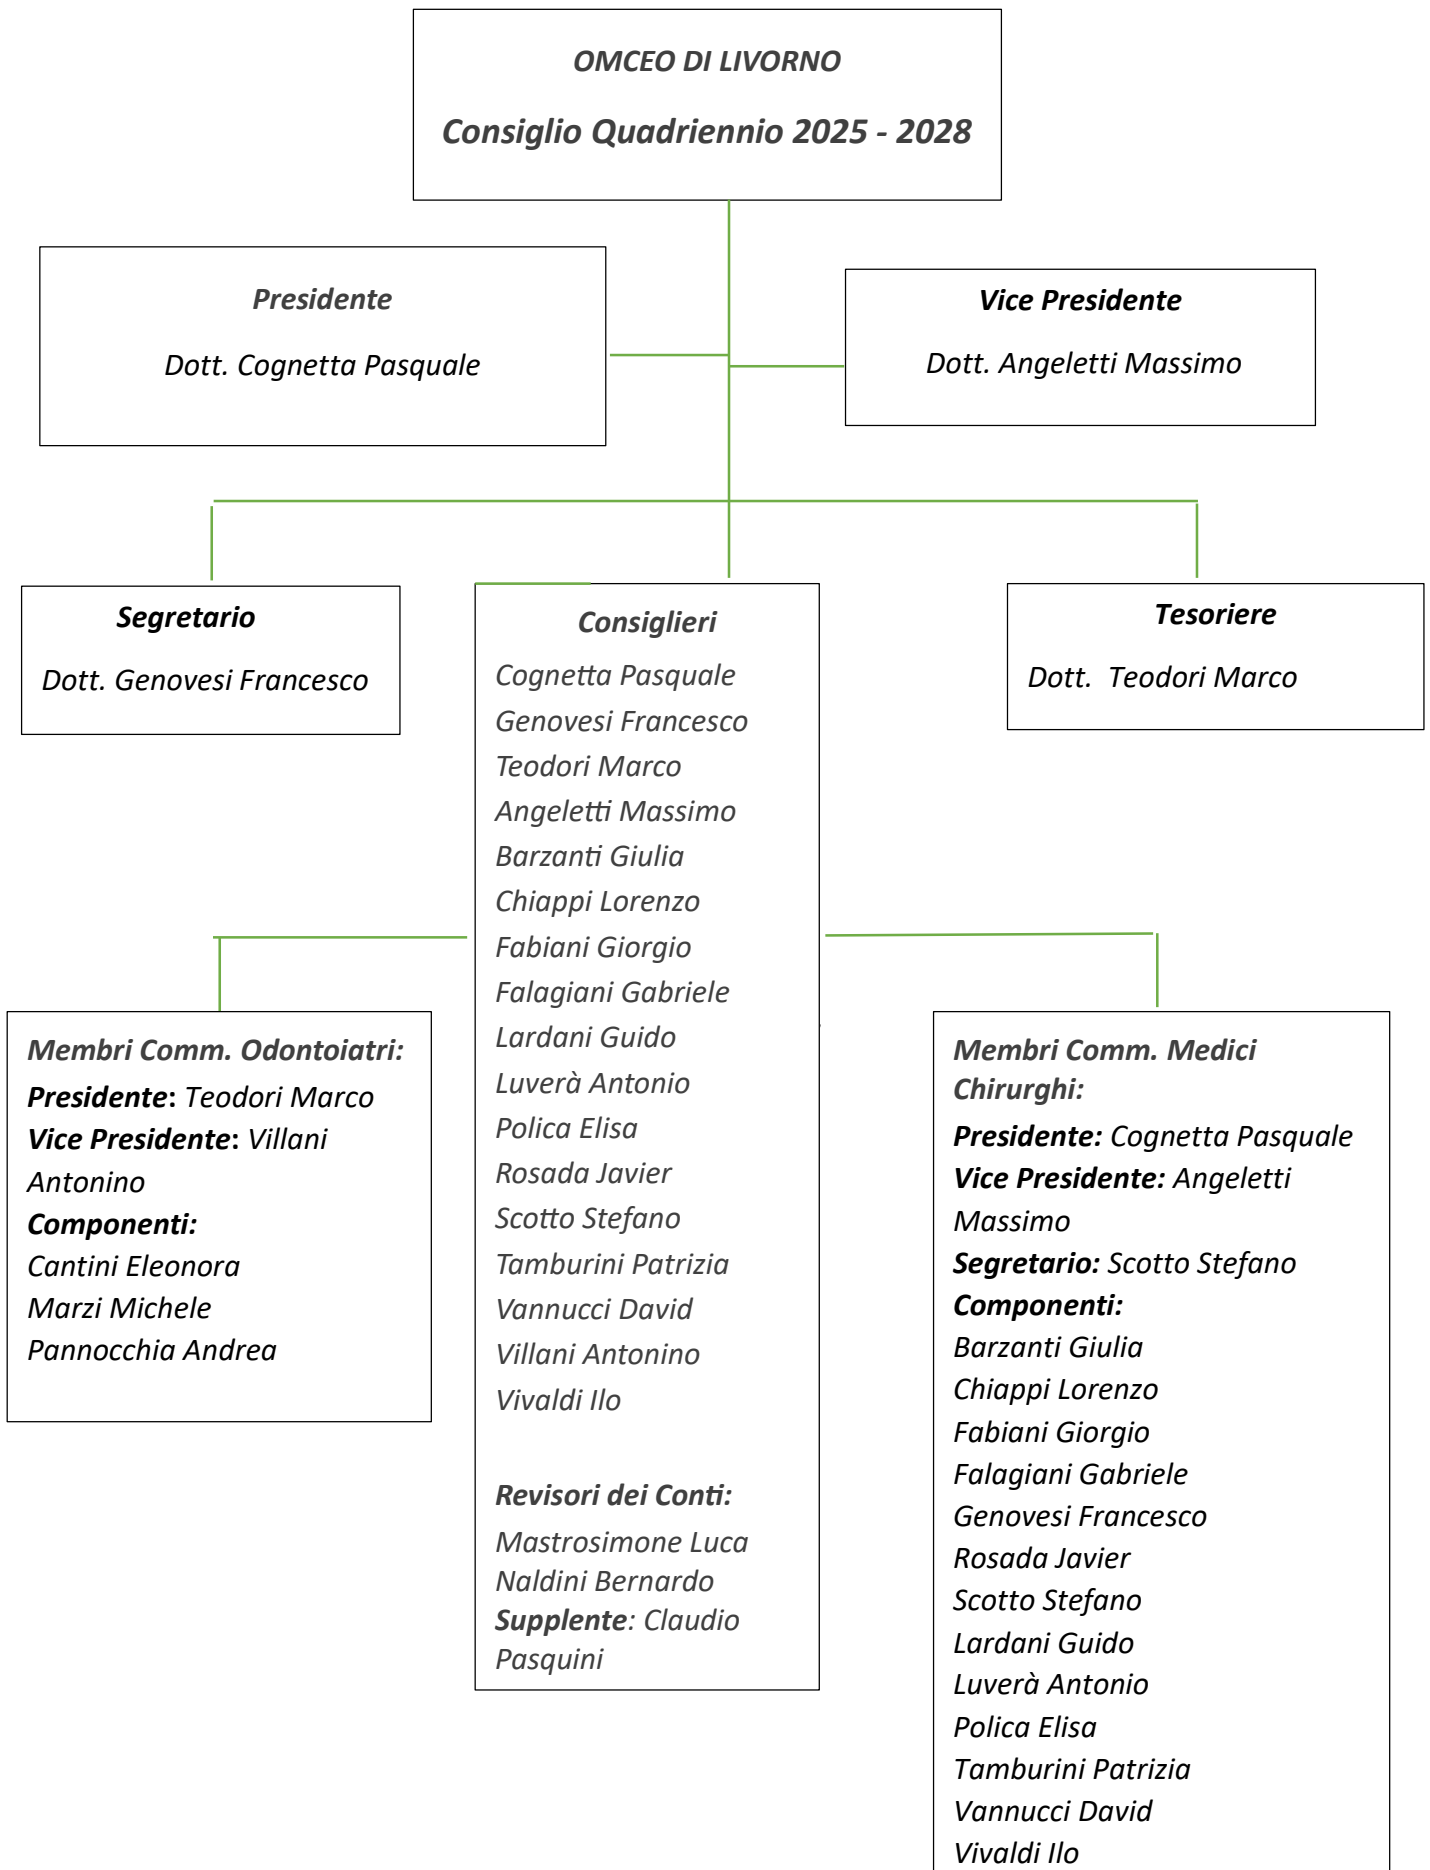 OMCEO DI LIVORNO
Consiglio Quadriennio 2025 - 2028
Presidente
Dott. Cognetta Pasquale
Vice Presidente
Dott. Angeletti Massimo
Segretario
Dott. Genovesi Francesco
Consiglieri
Cognetta Pasquale
Genovesi Francesco
Teodori Marco
Angeletti Massimo
Barzanti Giulia
Chiappi Lorenzo
Fabiani Giorgio
Falagiani Gabriele
Lardani Guido
Luverà Antonio
Polica Elisa
Rosada Javier
Scotto Stefano
Tamburini Patrizia
Vannucci David
Villani Antonino
Vivaldi Ilo
Revisori dei Conti:
Mastrosimone Luca
Naldini Bernardo
Supplente: Claudio
Pasquini
Tesoriere
Dott. Teodori Marco
Membri Comm. Odontoiatri:
Presidente: Teodori Marco
Vice Presidente: Villani
Antonino
Componenti:
Cantini Eleonora
Marzi Michele
Pannocchia Andrea
Membri Comm. Medici
Chirurghi:
Presidente: Cognetta Pasquale
Vice Presidente: Angeletti
Massimo
Segretario: Scotto Stefano
Componenti:
Barzanti Giulia
Chiappi Lorenzo
Fabiani Giorgio
Falagiani Gabriele
Genovesi Francesco
Rosada Javier
Scotto Stefano
Lardani Guido
Luverà Antonio
Polica Elisa
Tamburini Patrizia
Vannucci David
Vivaldi Ilo